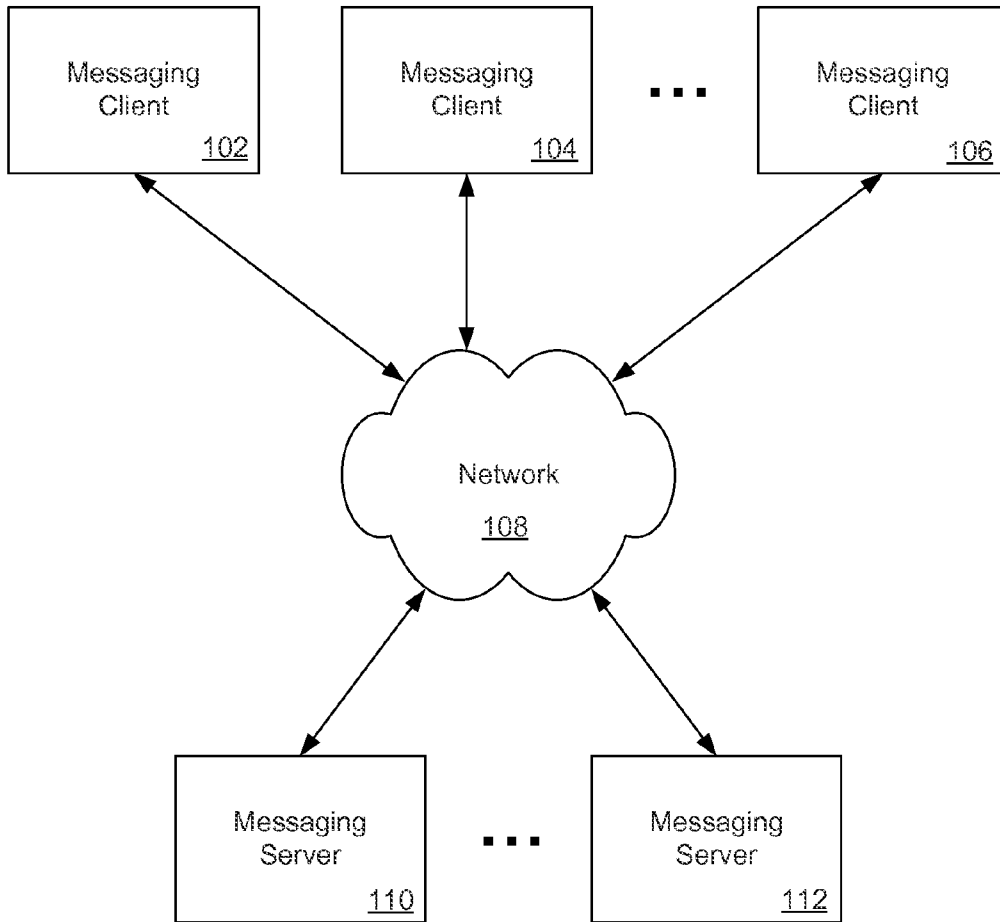 Messaging
Client
102
Messaging
Client
104
Messaging
Client
106
Network
108
Messaging
Server
110
Messaging
Server
112